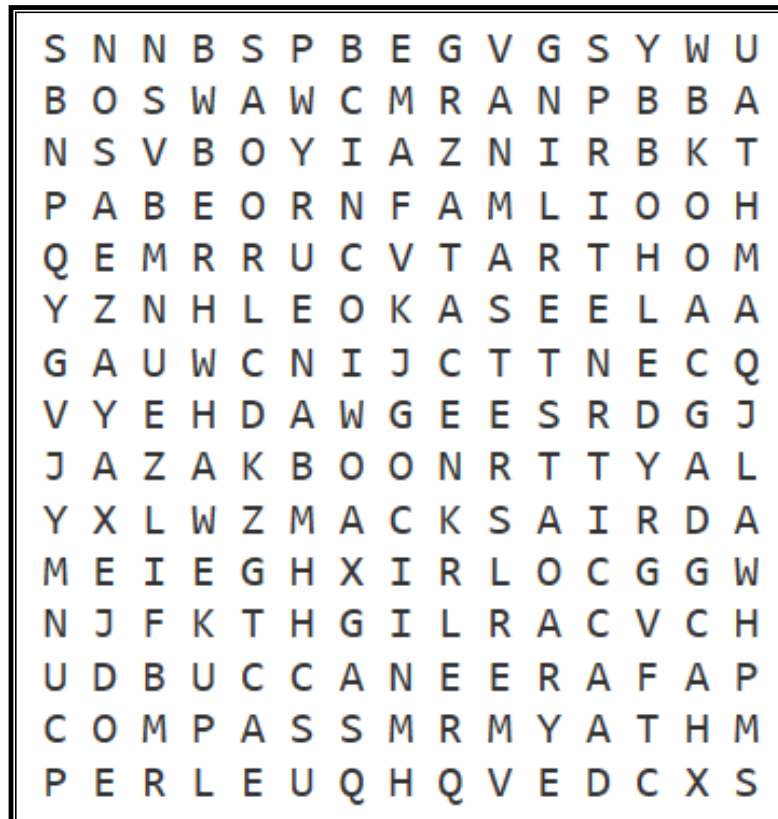 S N N B S P B E G V G S Y W U
B O S W A W C M R A N P B B A
N S V B O Y I A Z N I R B K T
P A B E O R N F A M L I O O H
Q E M R R U C V T A R T H O M
Y Z N H L E O K A S E E L A A
G A U W C N I J C T T N E C Q
V Y E H D A W G E E S R D G J
J A Z A K B O O N R T T Y A L
Y X L W Z M A C K S A I R D A
M E I E G H X I R L O C G G W
N J F K T H G I L R A C V C H
U D B U C C A N E E R A F A P
C O M P A S S M R M Y A T H M
P E R L E U Q H Q V E D C X S